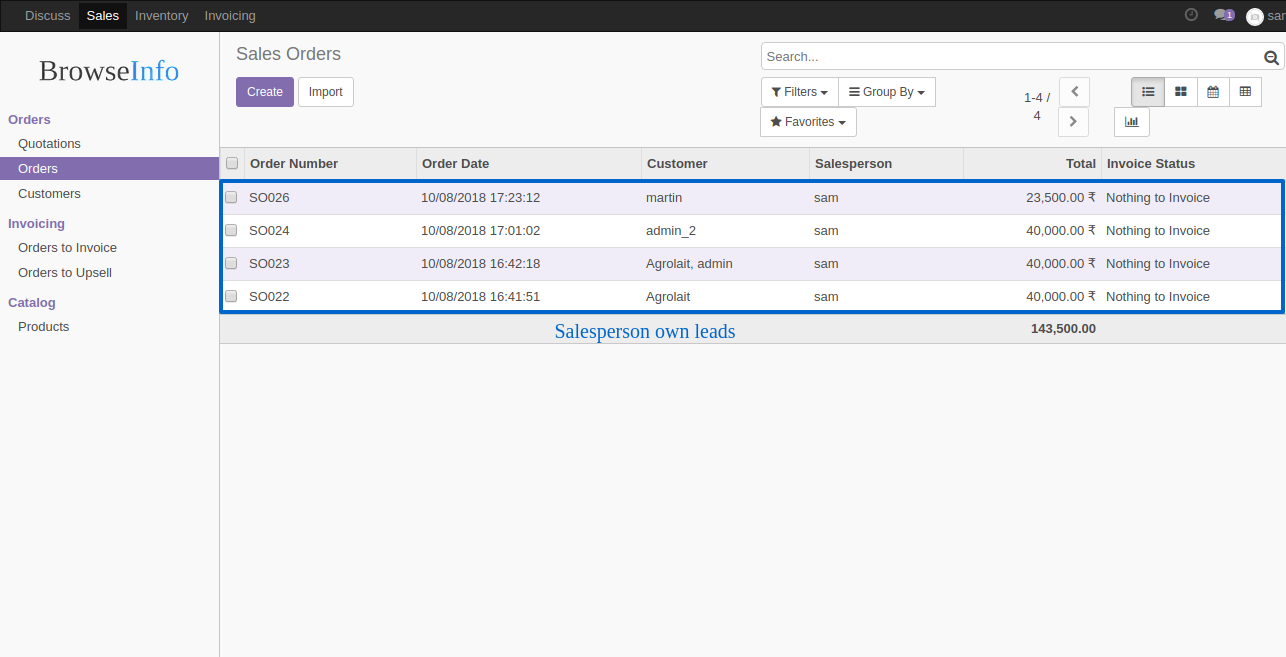 Discuss Sales Inventory Invoicing 1 sar
BrowseInfo
Orders
Quotations
Orders
Customers
Invoicing
Orders to Invoice
Orders to Upsell
Catalog
Products
Sales Orders
Search...
Create Import
Filters Group By
Favorites
1-4 /
4
Order Number Order Date Customer Salesperson Total Invoice Status
SO026 10/08/2018 17:23:12 martin sam 23,500.00 ₹ Nothing to Invoice
SO024 10/08/2018 17:01:02 admin_2 sam 40,000.00 ₹ Nothing to Invoice
SO023 10/08/2018 16:42:18 Agrolait, admin sam 40,000.00 ₹ Nothing to Invoice
SO022 10/08/2018 16:41:51 Agrolait sam 40,000.00 ₹ Nothing to Invoice
Salesperson own leads 143,500.00